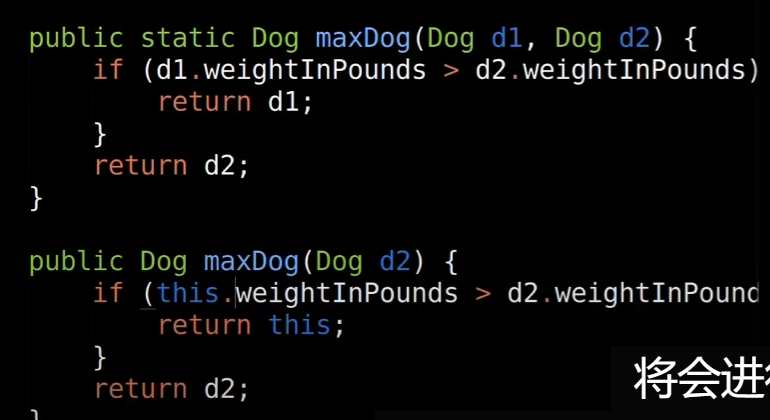 public static Dog maxDog(Dog d1, Dog d2) {
if (d1.weightInPounds > d2.weightInPounds)
return d1;
}
return d2;
}
public Dog maxDog(Dog d2) {
if (this.weightInPounds > d2.weightInPound
return this;
}
return d2;
将会进